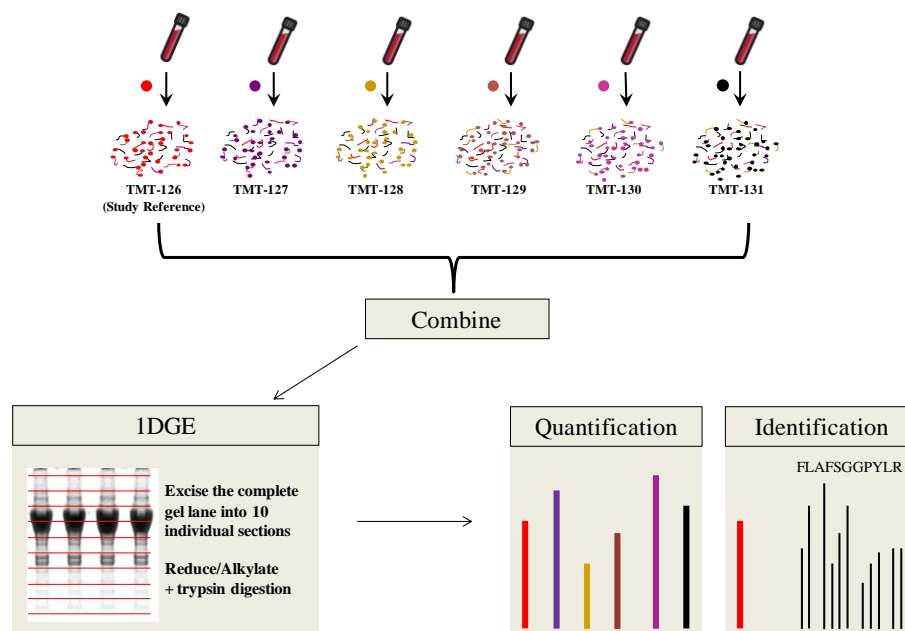 TMT-126
(Study Reference)
TMT-127
TMT-128
TMT-129
TMT-130
TMT-131
Combine
1DGE
Excise the complete
gel lane into 10
individual sections
Reduce/Alkylate
+ trypsin digestion
Quantification
Identification
FLAFSGGPYLR